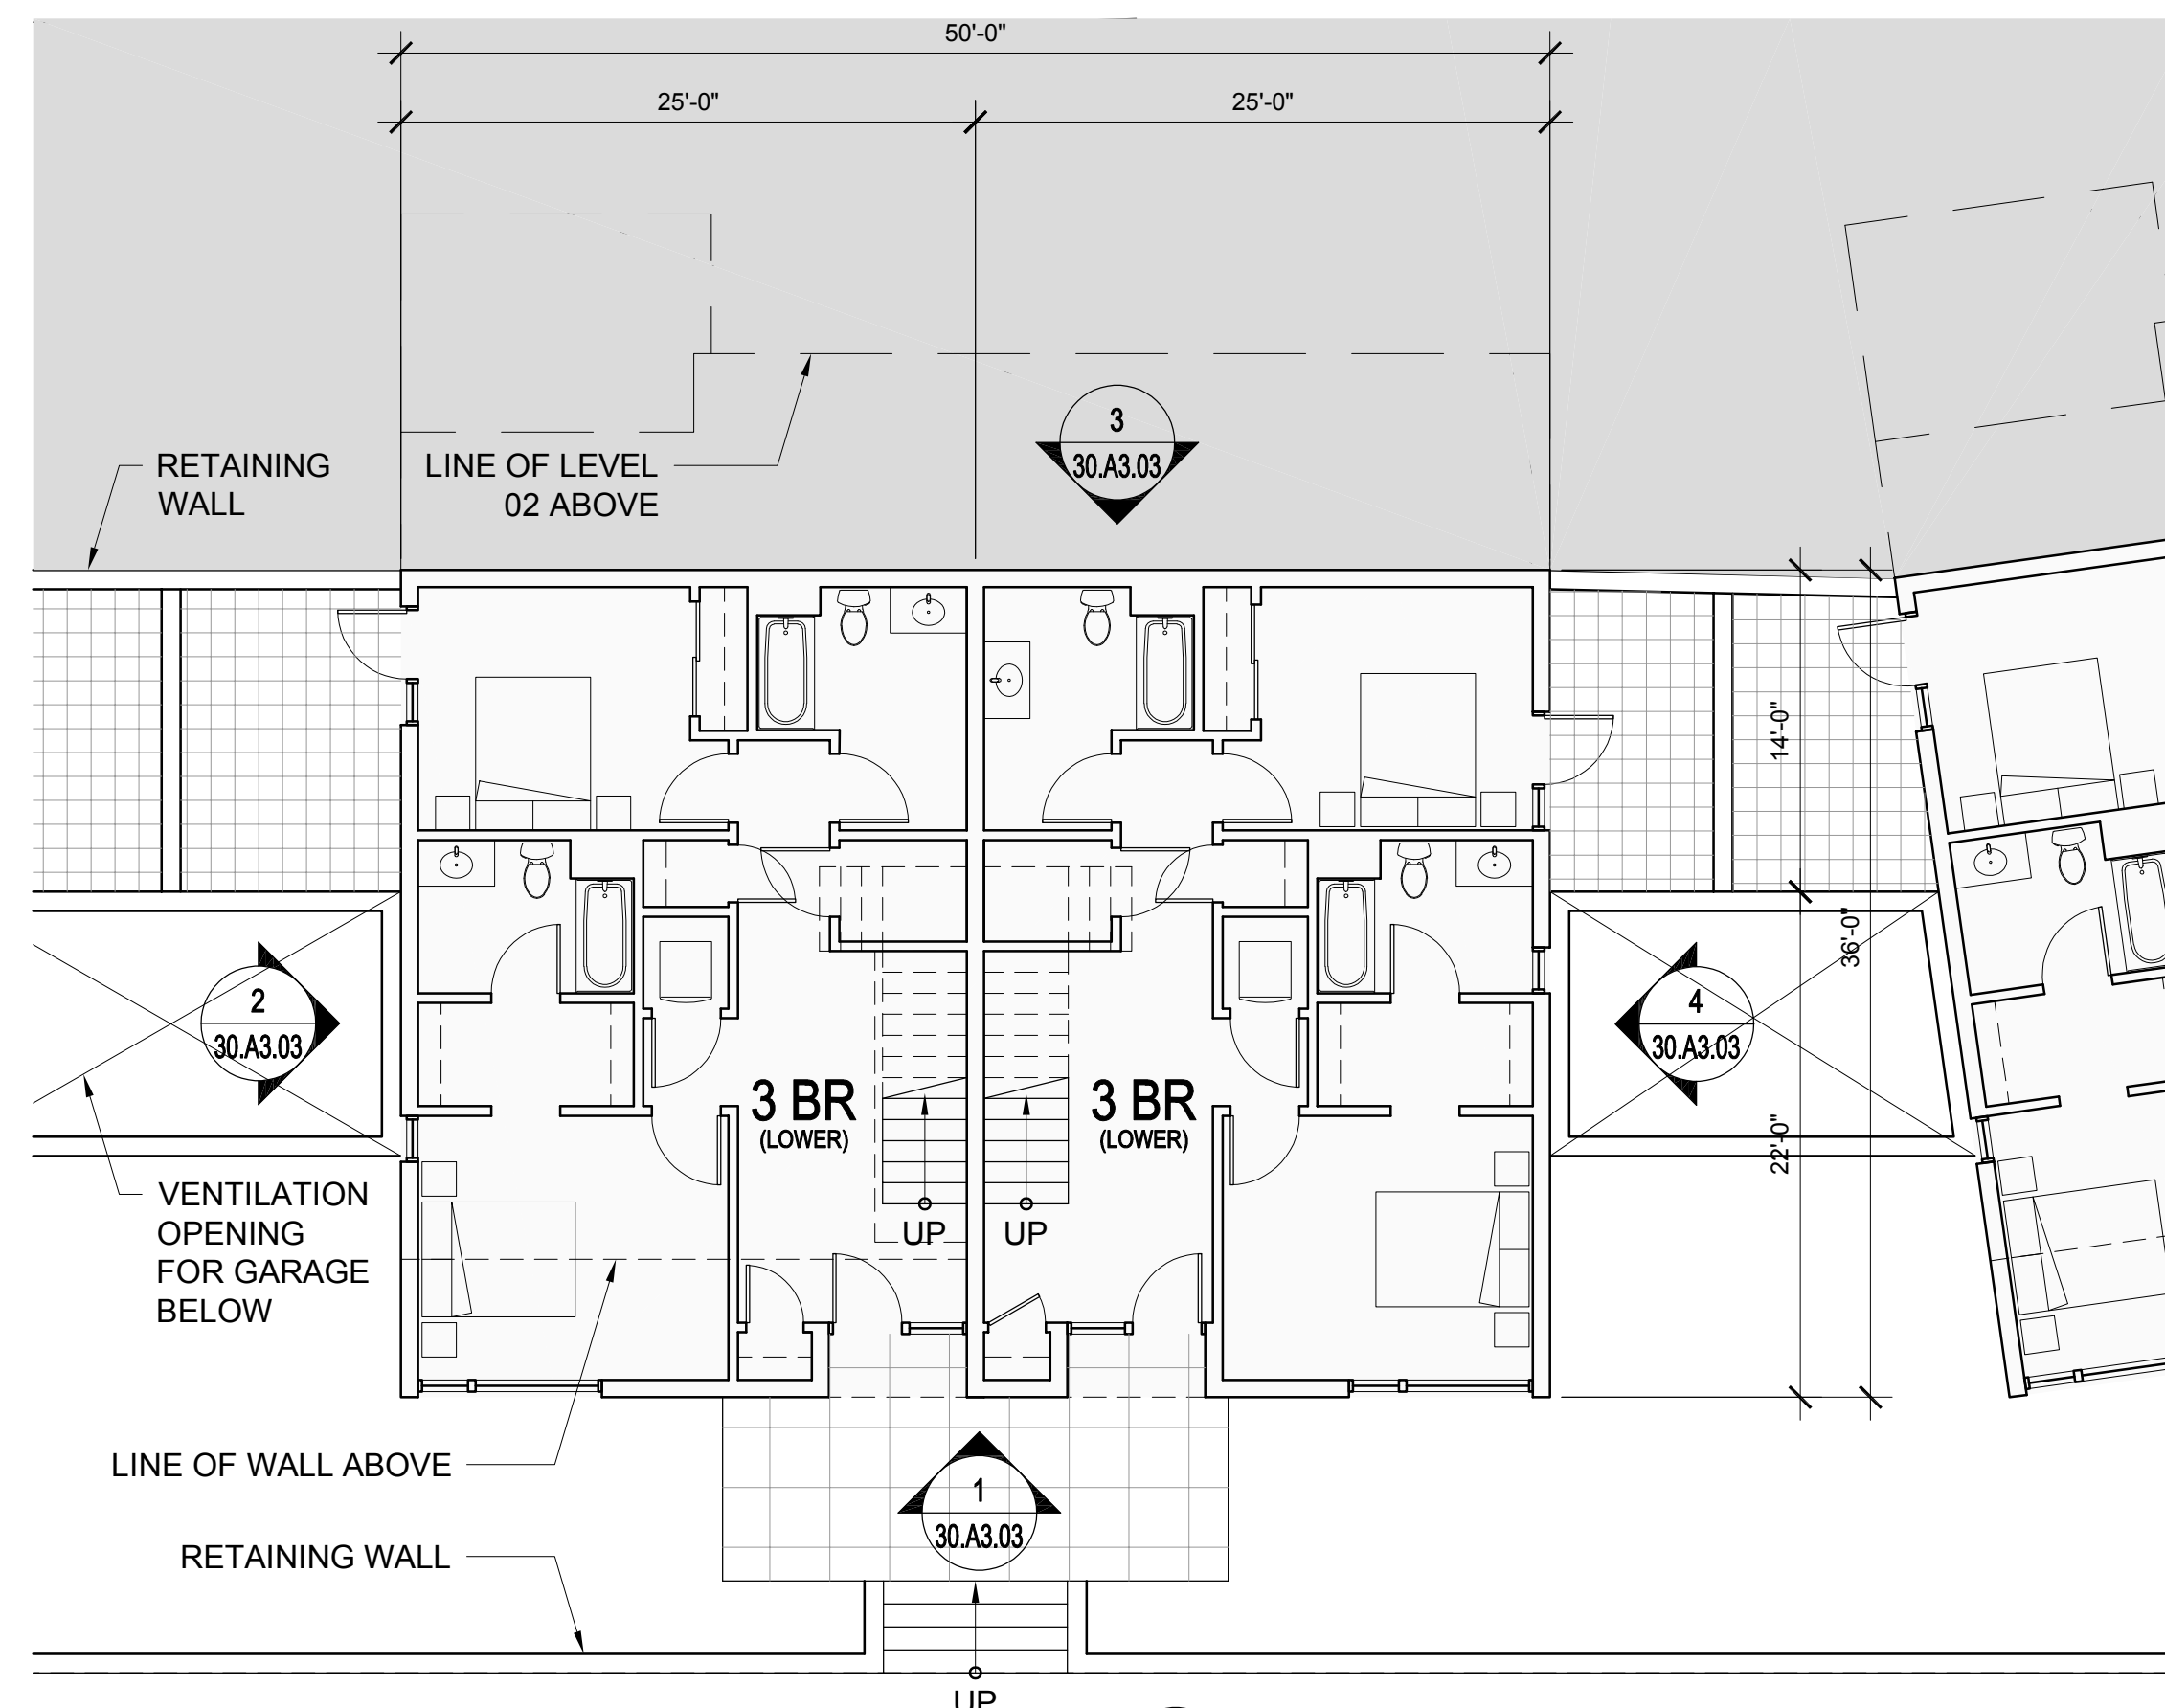 50'-0"
25'-0"
25'-0"
3
30.A3.03
RETAINING
WALL
LINE OF LEVEL
02 ABOVE
14'-0"
36'-0"
2
30.A3.03
4
30.A3.03
3 BR
(LOWER)
3 BR
(LOWER)
22'-0"
VENTILATION
OPENING
FOR GARAGE
BELOW
UP
UP
LINE OF WALL ABOVE
1
30.A3.03
RETAINING WALL
UP